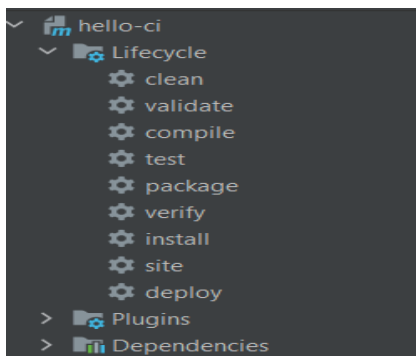 hello-ci
Lifecycle
clean
validate
compile
test
package
verify
install
site
deploy
Plugins
Dependencies